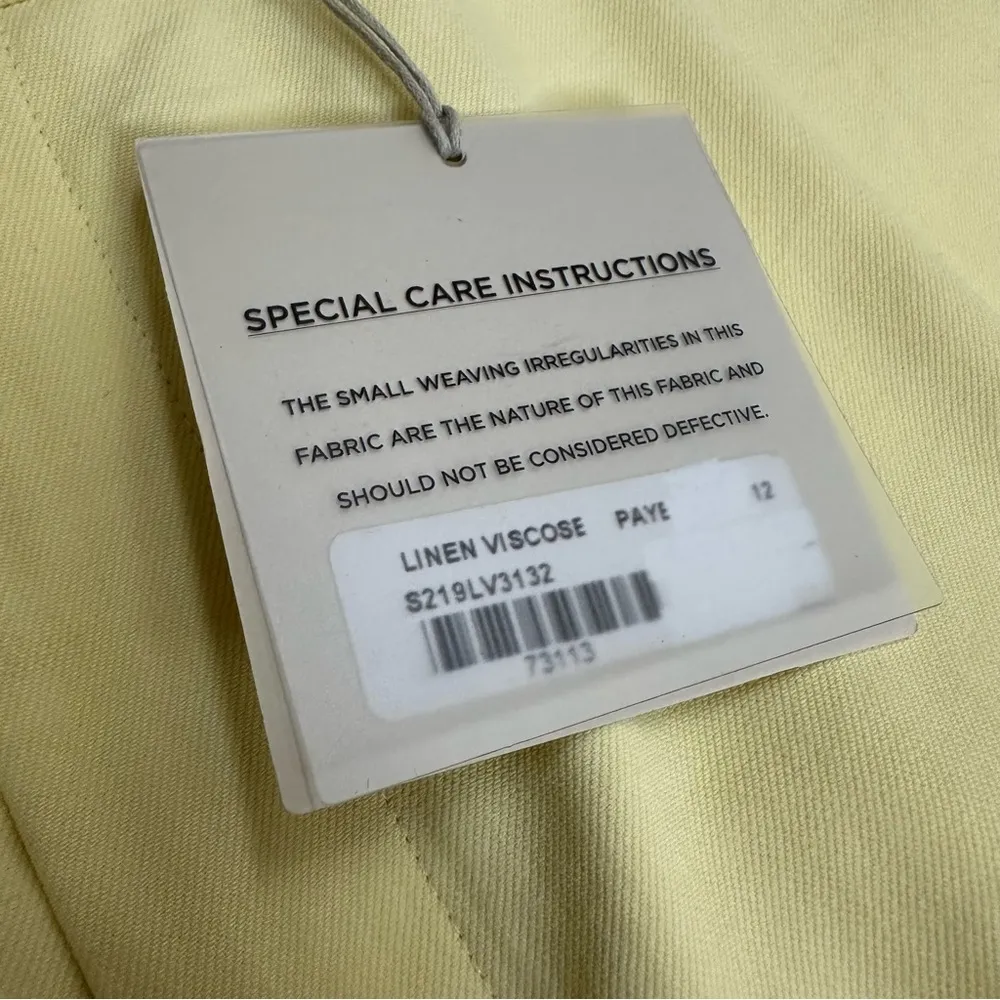 SPECIAL CARE INSTRUCTIONS
THE SMALL WEAVING IRREGULARITIES IN THIS
FABRIC ARE THE NATURE OF THIS FABRIC AND
SHOULD NOT BE CONSIDERED DEFECTIVE.
LINEN VISCOSE PAYE 12
S219LV3132
73113